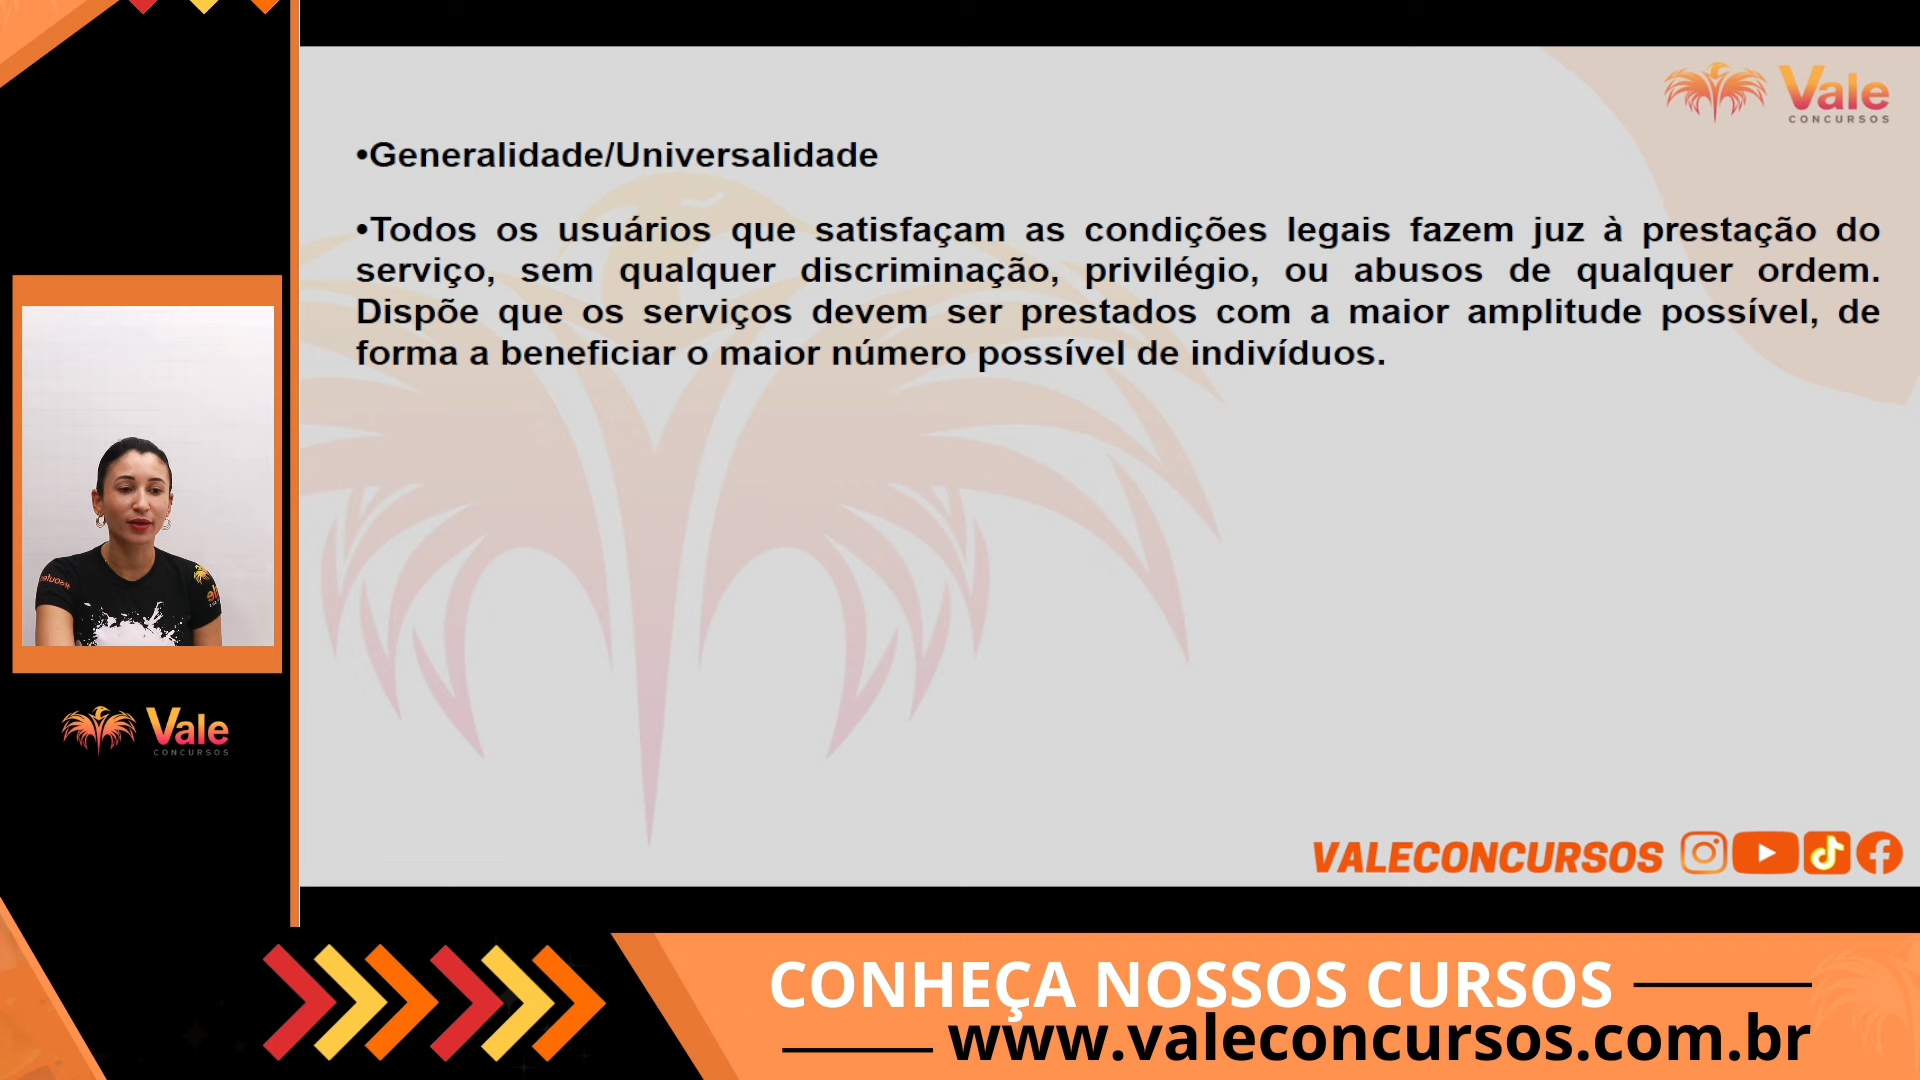 Vale
CONCURSOS
•Generalidade/Universalidade
•Todos os usuários que satisfaçam as condições legais fazem juz à prestação do
serviço, sem qualquer discriminação, privilégio, ou abusos de qualquer ordem.
Dispõe que os serviços devem ser prestados com a maior amplitude possível, de
forma a beneficiar o maior número possível de indivíduos.
Vale
CONCURSOS
VALECONCURSOS
CONHEÇA NOSSOS CURSOS
www.valeconcursos.com.br